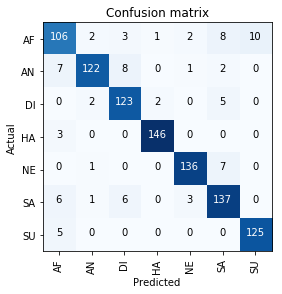 Confusion matrix
AF 106 2 3 1 2 8 10
AN 7 122 8 0 1 2 0
DI 0 2 123 2 0 5 0
HA 3 0 0 146 0 0 0
NE 0 1 0 0 136 7 0
SA 6 1 6 0 3 137 0
SU 5 0 0 0 0 0 125
AF AN DI HA NE SA SU
Actual
Predicted